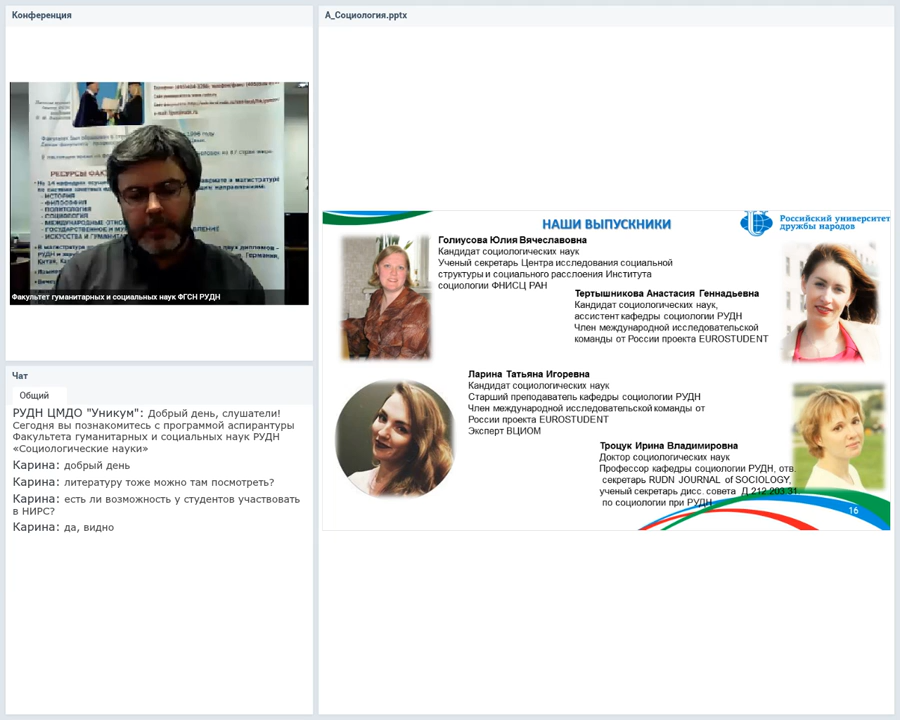 Конференция
РЕСУРСЫ ФАК
- ИСТОРИЯ
- ФИЛОСОФИЯ
- ПОЛИТОЛОГИЯ
- СОЦИОЛОГИЯ
Факультет гуманитарных и социальных наук ФГСН РУДН
Чат
Общий
РУДН ЦМДО "Уникум": Добрый день, слушатели!
Сегодня вы познакомитесь с программой аспирантуры
Факультета гуманитарных и социальных наук РУДН
«Социологические науки»
Карина: добрый день
Карина: литературу тоже можно там посмотреть?
Карина: есть ли возможность у студентов участвовать
в НИРС?
Карина: да, видно
A_Социология.pptx
НАШИ ВЫПУСКНИКИ
Российский университет
дружбы народов
Голиусова Юлия Вячеславовна
Кандидат социологических наук
Ученый секретарь Центра исследования социальной
структуры и социального расслоения Института
социологии ФНИСЦ РАН
Тертышникова Анастасия Геннадьевна
Кандидат социологических наук,
ассистент кафедры социологии РУДН
Член международной исследовательской
команды от России проекта EUROSTUDENT
Ларина Татьяна Игоревна
Кандидат социологических наук
Старший преподаватель кафедры социологии РУДН
Член международной исследовательской команды от
России проекта EUROSTUDENT
Эксперт ВЦИОМ
Троцук Ирина Владимировна
Доктор социологических наук
Профессор кафедры социологии РУДН, отв.
секретарь RUDN JOURNAL of SOCIOLOGY,
ученый секретарь дисс. совета Д 212.203.31.
по социологии при РУДН
16